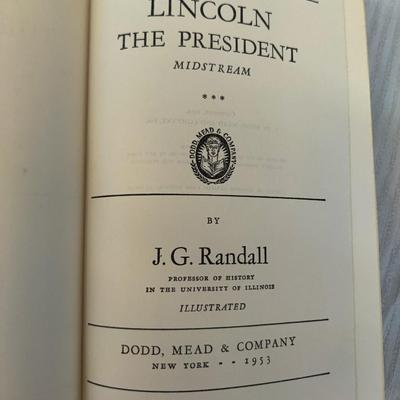 LINCOLN
THE PRESIDENT
MIDSTREAM
***
DODD, MEAD & COMPANY
BY
J. G. Randall
PROFESSOR OF HISTORY
IN THE UNIVERSITY OF ILLINOIS
ILLUSTRATED
DODD, MEAD & COMPANY
NEW YORK - - 1953